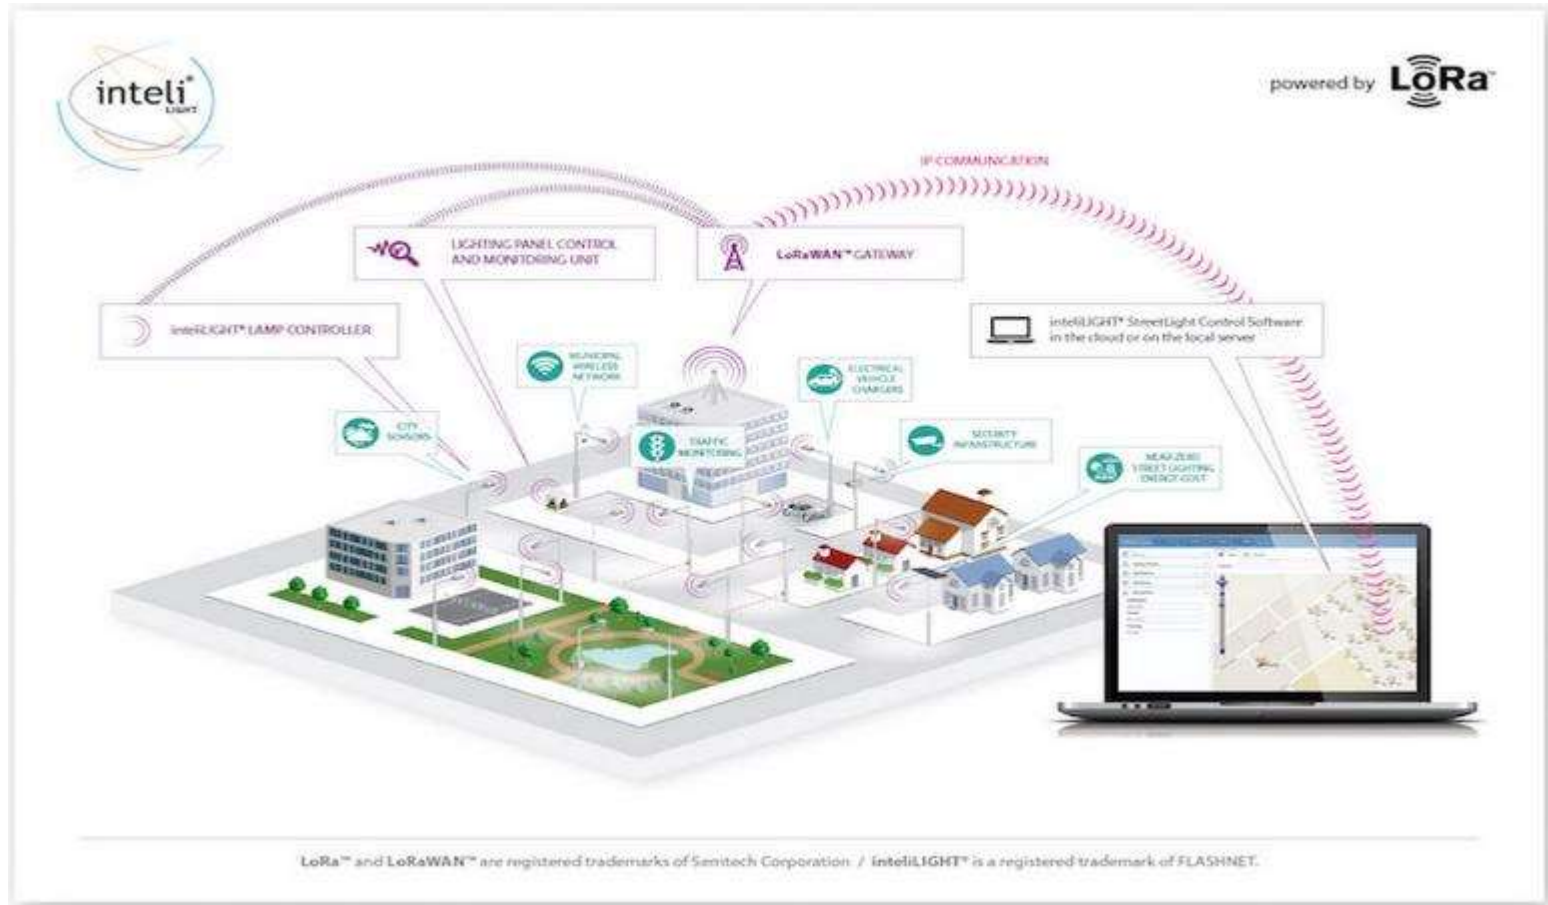 inteli®
LIGHT
powered by LoRa™
IP COMMUNICATION
LIGHTING PANEL CONTROL
AND MONITORING UNIT
LoRaWAN™ GATEWAY
inteliLIGHT® LAMP CONTROLLER
inteliLIGHT® StreetLight Control Software
in the cloud or on the local server
MUNICIPAL
WIRELESS
NETWORK
ELECTRICAL
VEHICLE
CHARGERS
CITY
SENSORS
TRAFFIC
MONITORING
SECURITY
INFRASTRUCTURE
NEAR-ZERO
STREET LIGHTING
ENERGY COST
LoRa™ and LoRaWAN™ are registered trademarks of Semtech Corporation / inteliLIGHT® is a registered trademark of FLASHNET.